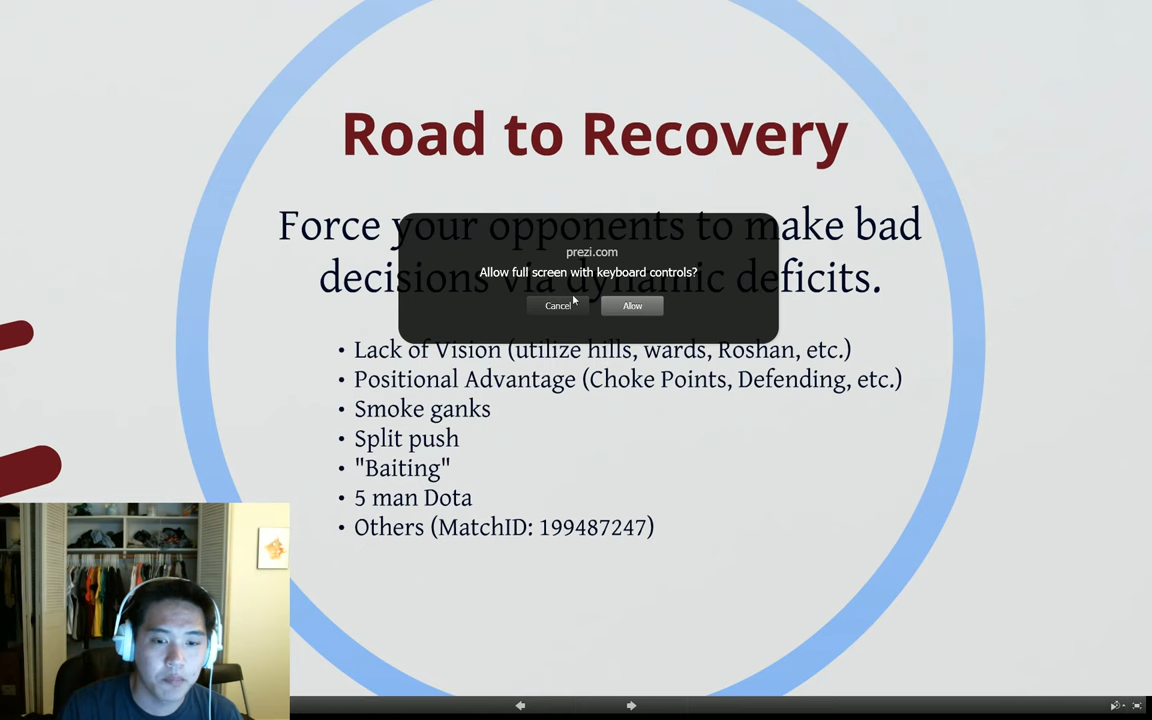 Road to Recovery
Force your opponents to make bad
decisions via dynamic deficits.
prezi.com
Allow full screen with keyboard controls?
Cancel
Allow
• Lack of Vision (utilize hills, wards, Roshan, etc.)
• Positional Advantage (Choke Points, Defending, etc.)
• Smoke ganks
• Split push
• "Baiting"
• 5 man Dota
• Others (MatchID: 199487247)